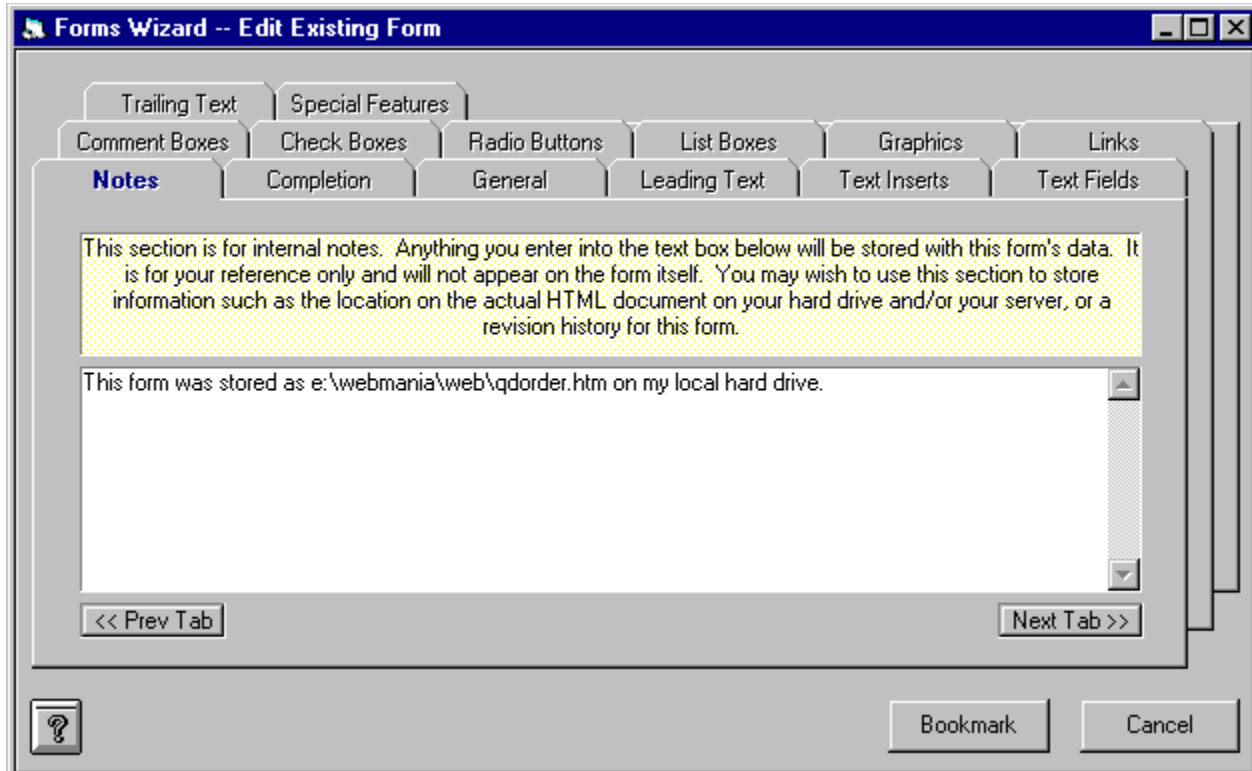 Forms Wizard -- Edit Existing Form
Trailing Text Special Features
Comment Boxes Check Boxes Radio Buttons List Boxes Graphics Links
Notes Completion General Leading Text Text Inserts Text Fields
This section is for internal notes.  Anything you enter into the text box below will be stored with this form's data.  It
is for your reference only and will not appear on the form itself.  You may wish to use this section to store
information such as the location on the actual HTML document on your hard drive and/or your server, or a
revision history for this form.
This form was stored as e:\webmania\web\qdorder.htm on my local hard drive.
<< Prev Tab Next Tab >>
? Bookmark Cancel